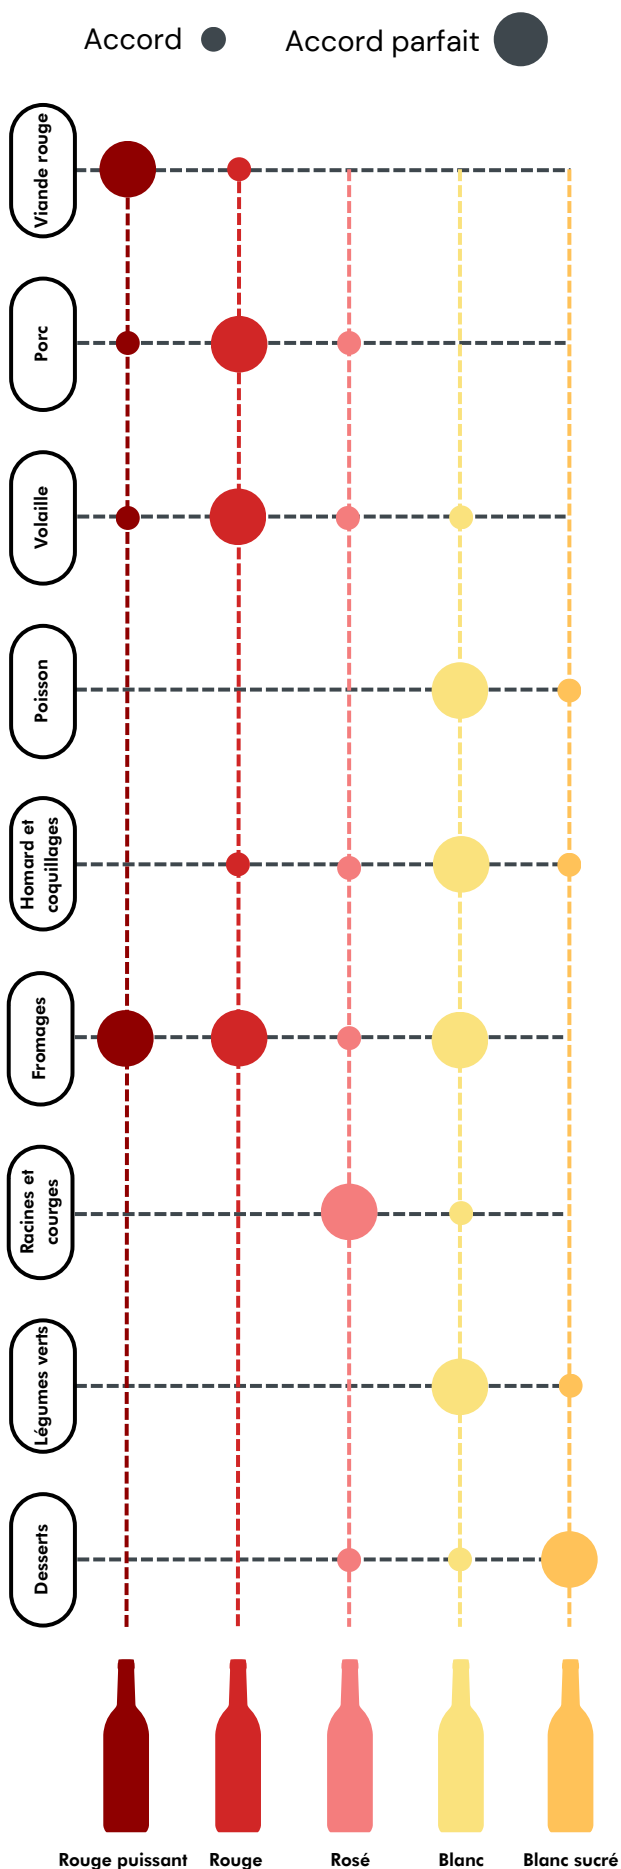 Accord
Accord parfait
Viande rouge
Porc
Volaille
Poisson
Homard et
coquillages
Fromages
Racines et
courges
Légumes verts
Desserts
Rouge puissant
Rouge
Rosé
Blanc
Blanc sucré